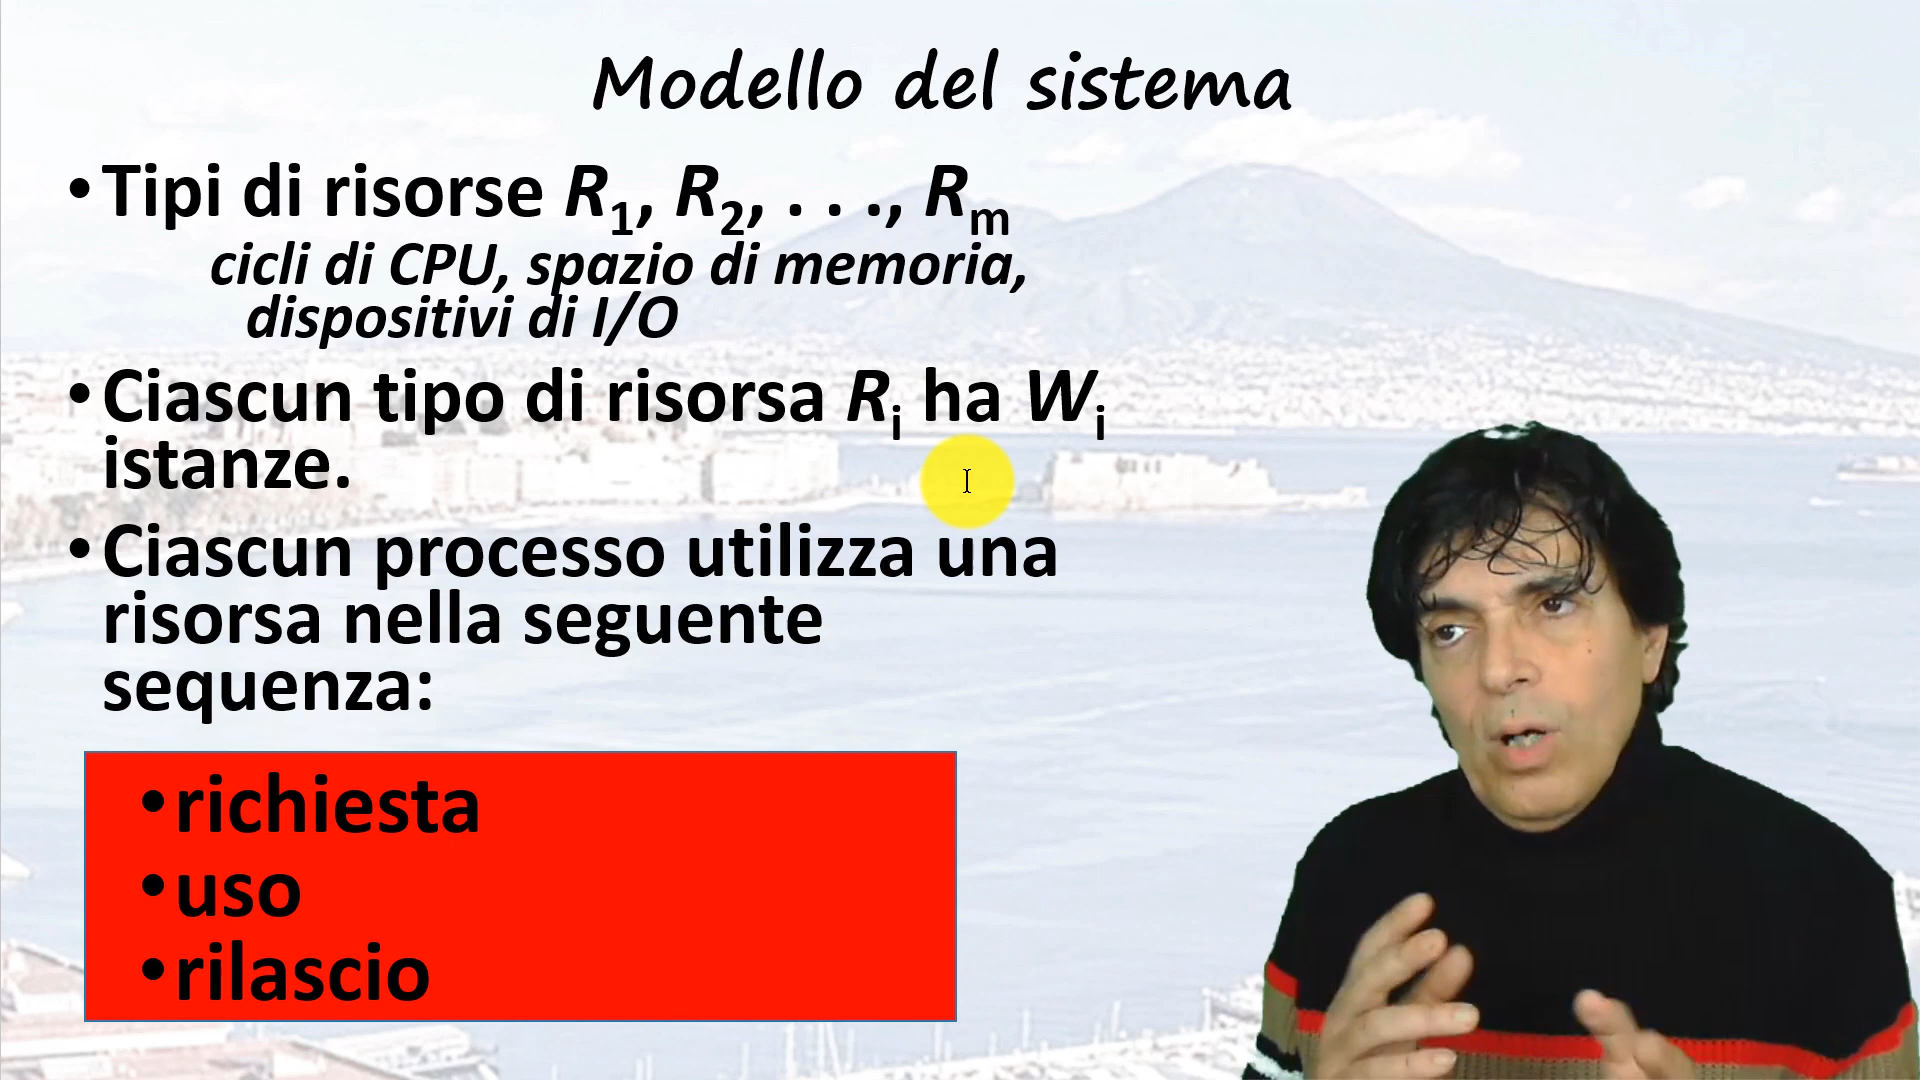 Modello del sistema
•Tipi di risorse R1, R2, . . ., Rm
cicli di CPU, spazio di memoria,
dispositivi di I/O
•Ciascun tipo di risorsa Ri ha Wi
istanze.
•Ciascun processo utilizza una
risorsa nella seguente
sequenza:
•richiesta
•uso
•rilascio